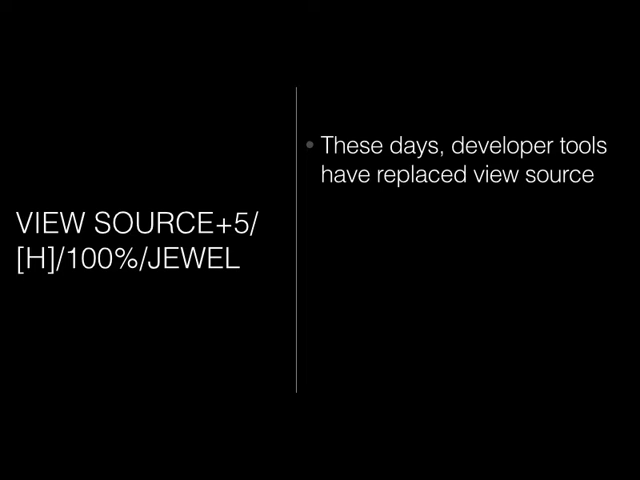 VIEW SOURCE+5/
[H]/100%/JEWEL
• These days, developer tools
have replaced view source